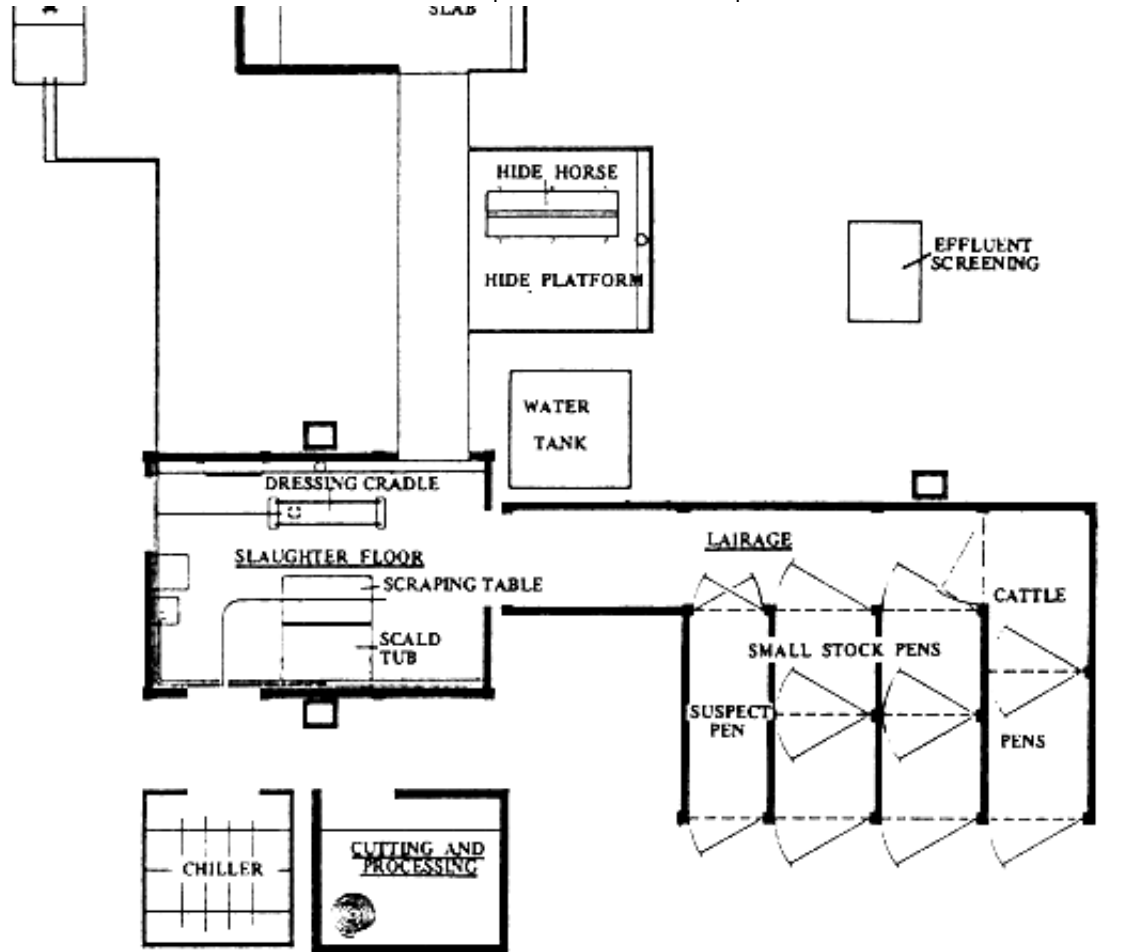 SLAB
HIDE HORSE
HIDE PLATFORM
EFFLUENT
SCREENING
WATER
TANK
DRESSING CRADLE
SLAUGHTER FLOOR
SCRAPING TABLE
SCALD
TUB
LAIRAGE
CATTLE
SMALL STOCK PENS
SUSPECT
PEN
PENS
CHILLER
CUTTING AND
PROCESSING